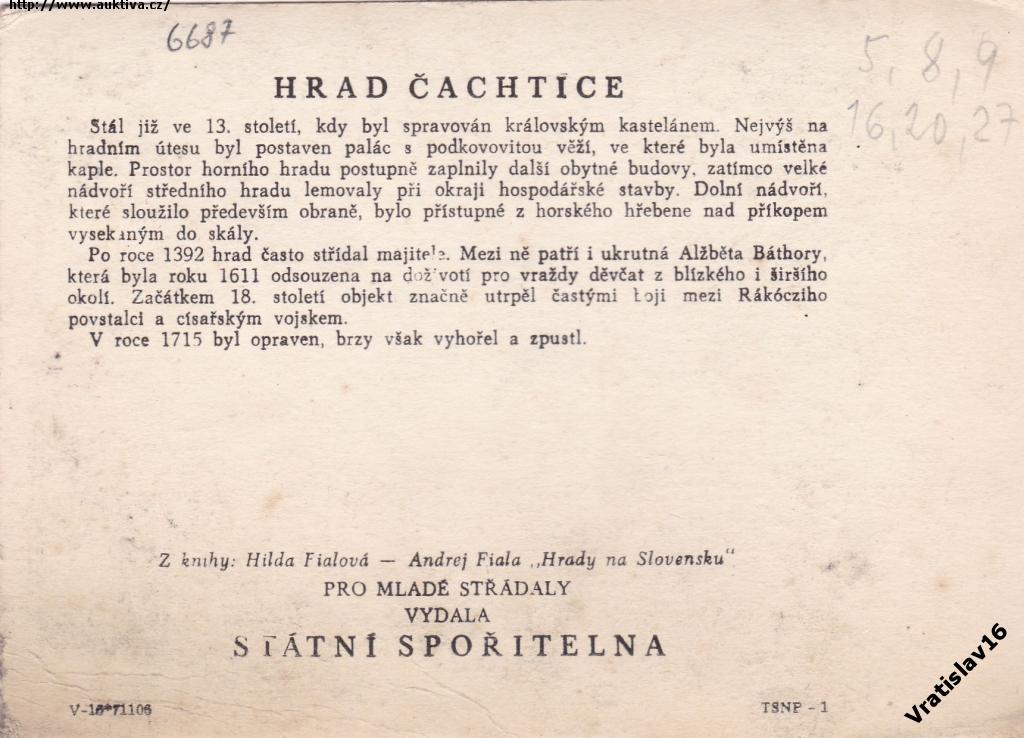 http://www.auktiva.cz/
6687
5, 8, 9
16, 20, 27
HRAD ČACHTICE
Stál již ve 13. století, kdy byl spravován královským kastelánem. Nejvýš na
hradním útesu byl postaven palác s podkovovitou věží, ve které byla umístěna
kaple. Prostor horního hradu postupně zaplnily další obytné budovy, zatímco velké
nádvoří středního hradu lemovaly při okraji hospodářské stavby. Dolní nádvoří,
které sloužilo především obraně, bylo přístupné z horského hřebene nad příkopem
vysekaným do skály.
Po roce 1392 hrad často střídal majitele. Mezi ně patří i ukrutná Alžběta Báthory,
která byla roku 1611 odsouzena na doživotí pro vraždy děvčat z blízkého i širšího
okolí. Začátkem 18. století objekt značně utrpěl častými boji mezi Rákócziho
povstalci a císařským vojskem.
V roce 1715 byl opraven, brzy však vyhořel a zpustl.
Z knihy: Hilda Fialová — Andrej Fiala „Hrady na Slovensku"
PRO MLADÉ STŘÁDALY
VYDALA
STÁTNÍ SPOŘITELNA
TSNP - 1
Vratislav16